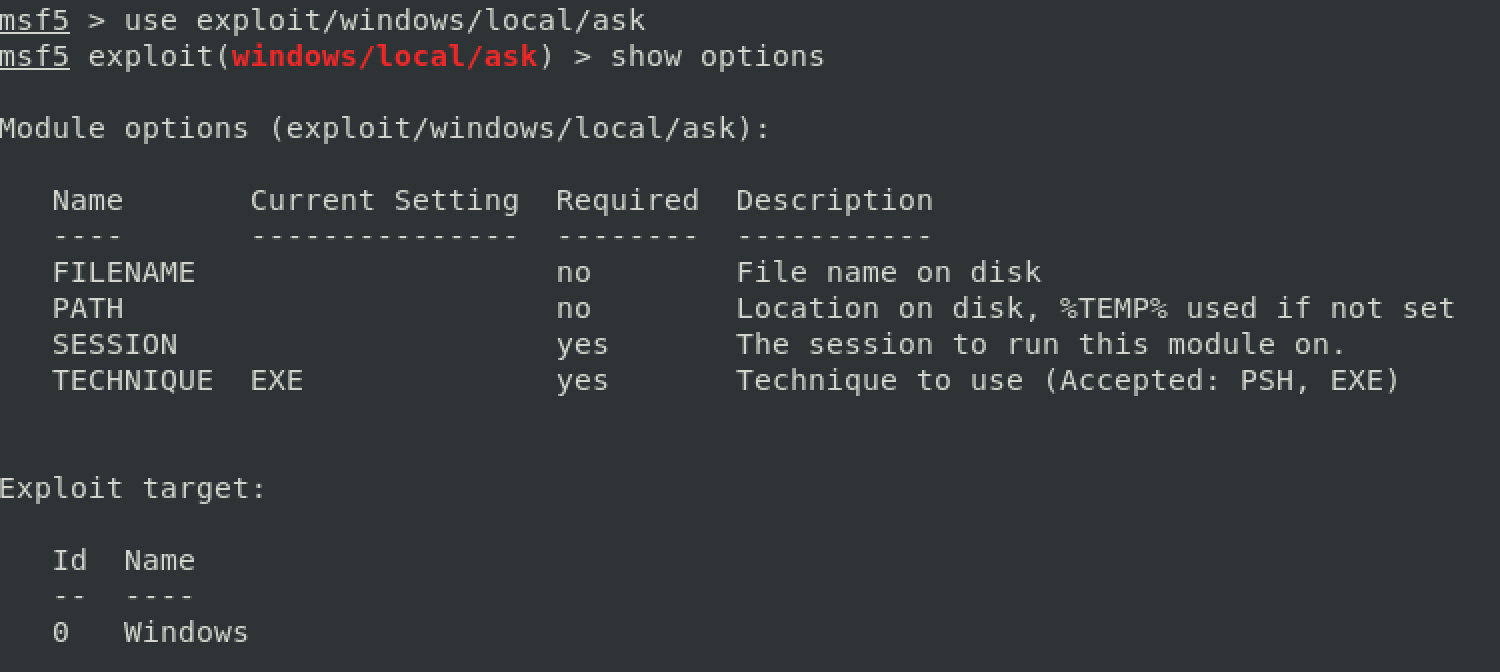 msf5 > use exploit/windows/local/ask
msf5 exploit(windows/local/ask) > show options
Module options (exploit/windows/local/ask):
Name Current Setting Required Description
---- --------------- -------- -----------
FILENAME no File name on disk
PATH no Location on disk, %TEMP% used if not set
SESSION yes The session to run this module on.
TECHNIQUE EXE yes Technique to use (Accepted: PSH, EXE)
Exploit target:
Id Name
-- ----
0 Windows